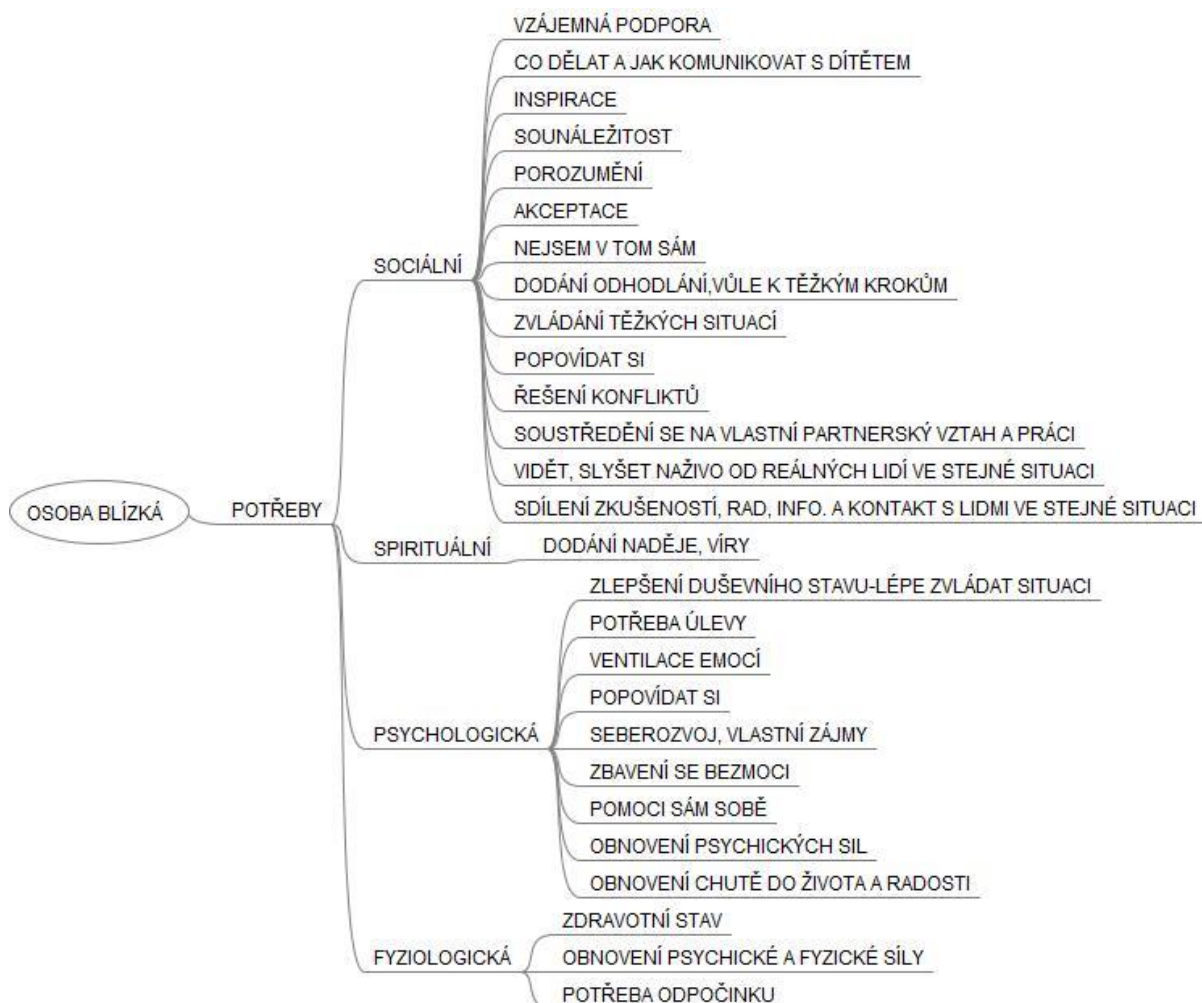 VZÁJEMNÁ PODPORA
CO DĚLAT A JAK KOMUNIKOVAT S DÍTĚTEM
INSPIRACE
SOUNÁLEŽITOST
POROZUMĚNÍ
AKCEPTACE
NEJSEM V TOM SÁM
SOCIÁLNÍ
DODÁNÍ ODHODLÁNÍ,VŮLE K TĚŽKÝM KROKŮM
ZVLÁDÁNÍ TĚŽKÝCH SITUACÍ
POPOVÍDAT SI
ŘEŠENÍ KONFLIKTŮ
SOUSTŘEDĚNÍ SE NA VLASTNÍ PARTNERSKÝ VZTAH A PRÁCI
VIDĚT, SLYŠET NAŽIVO OD REÁLNÝCH LIDÍ VE STEJNÉ SITUACI
SDÍLENÍ ZKUŠENOSTÍ, RAD, INFO. A KONTAKT S LIDMI VE STEJNÉ SITUACI
OSOBA BLÍZKÁ
POTŘEBY
SPIRITUÁLNÍ
DODÁNÍ NADĚJE, VÍRY
ZLEPŠENÍ DUŠEVNÍHO STAVU-LÉPE ZVLÁDAT SITUACI
POTŘEBA ÚLEVY
VENTILACE EMOCÍ
POPOVÍDAT SI
PSYCHOLOGICKÁ
SEBEROZVOJ, VLASTNÍ ZÁJMY
ZBAVENÍ SE BEZMOCI
POMOCI SÁM SOBĚ
OBNOVENÍ PSYCHICKÝCH SIL
OBNOVENÍ CHUTĚ DO ŽIVOTA A RADOSTI
ZDRAVOTNÍ STAV
FYZIOLOGICKÁ
OBNOVENÍ PSYCHICKÉ A FYZICKÉ SÍLY
POTŘEBA ODPOČINKU